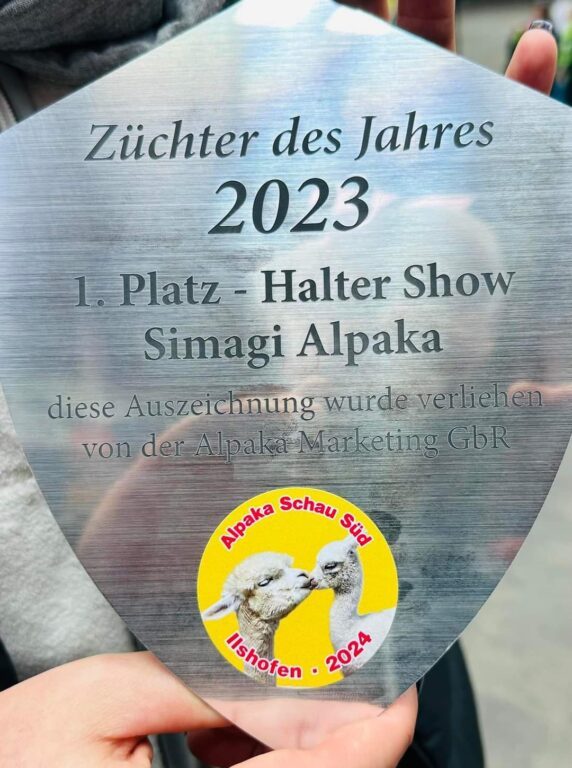 Züchter des Jahres
2023
1. Platz - Halter Show
Simagi Alpaka
diese Auszeichnung wurde verliehen
von der Alpaka Marketing GbR
Alpaka Schau Süd
Ilshofen · 2024